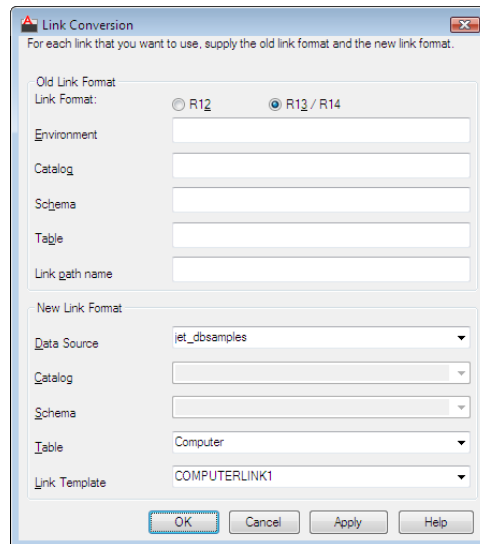 Link Conversion
For each link that you want to use, supply the old link format and the new link format.
Old Link Format
Link Format:
R12
R13 / R14
Environment
Catalog
Schema
Table
Link path name
New Link Format
Data Source
jet_dbsamples
Catalog
Schema
Table
Computer
Link Template
COMPUTERLINK1
OK
Cancel
Apply
Help